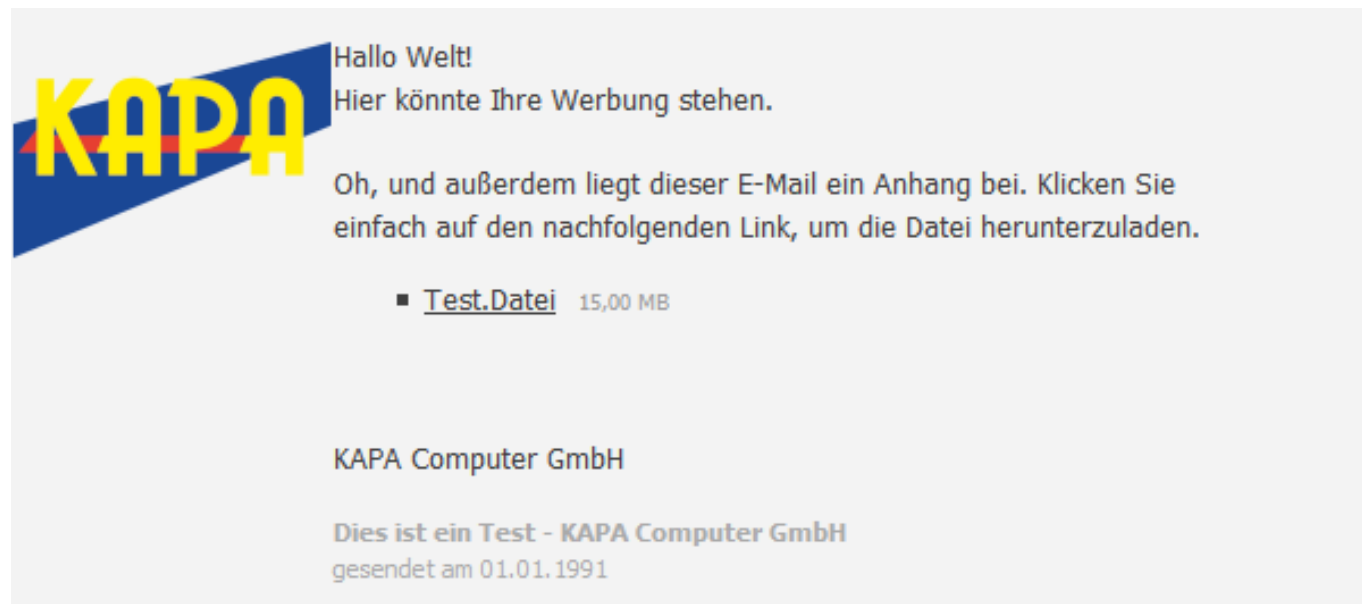 KAPA
Hallo Welt!
Hier könnte Ihre Werbung stehen.
Oh, und außerdem liegt dieser E-Mail ein Anhang bei. Klicken Sie
einfach auf den nachfolgenden Link, um die Datei herunterzuladen.
Test.Datei 15,00 MB
KAPA Computer GmbH
Dies ist ein Test - KAPA Computer GmbH
gesendet am 01.01.1991